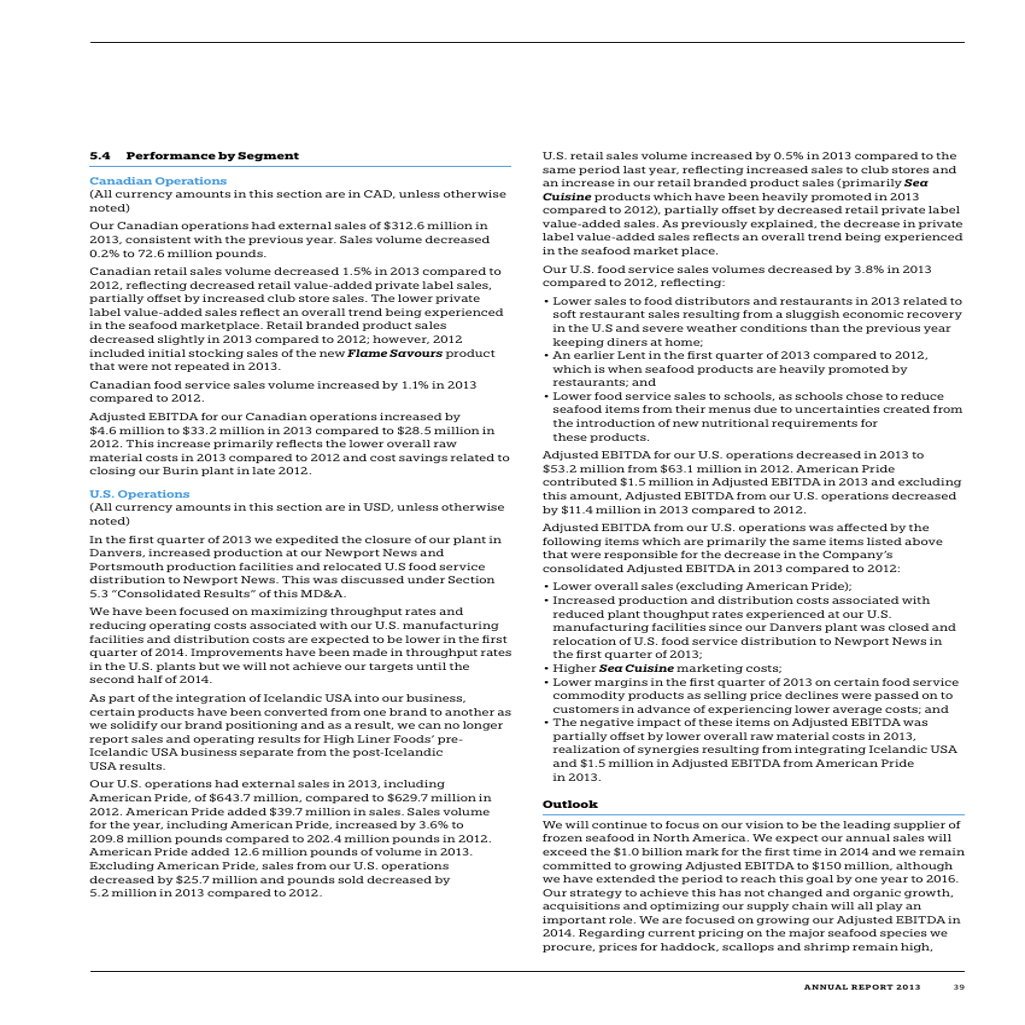 5.4 Performance by Segment
Canadian Operations
(All currency amounts in this section are in CAD, unless otherwise
noted)
Our Canadian operations had external sales of $312.6 million in
2013, consistent with the previous year. Sales volume decreased
0.2% to 72.6 million pounds.
Canadian retail sales volume decreased 1.5% in 2013 compared to
2012, reflecting decreased retail value-added private label sales,
partially offset by increased club store sales. The lower private
label value-added sales reflect an overall trend being experienced
in the seafood marketplace. Retail branded product sales
decreased slightly in 2013 compared to 2012; however, 2012
included initial stocking sales of the new Flame Savours product
that were not repeated in 2013.
Canadian food service sales volume increased by 1.1% in 2013
compared to 2012.
Adjusted EBITDA for our Canadian operations increased by
$4.6 million to $33.2 million in 2013 compared to $28.5 million in
2012. This increase primarily reflects the lower overall raw
material costs in 2013 compared to 2012 and cost savings related to
closing our Burin plant in late 2012.
U.S. Operations
(All currency amounts in this section are in USD, unless otherwise
noted)
In the first quarter of 2013 we expedited the closure of our plant in
Danvers, increased production at our Newport News and
Portsmouth production facilities and relocated U.S food service
distribution to Newport News. This was discussed under Section
5.3 “Consolidated Results” of this MD&A.
We have been focused on maximizing throughput rates and
reducing operating costs associated with our U.S. manufacturing
facilities and distribution costs are expected to be lower in the first
quarter of 2014. Improvements have been made in throughput rates
in the U.S. plants but we will not achieve our targets until the
second half of 2014.
As part of the integration of Icelandic USA into our business,
certain products have been converted from one brand to another as
we solidify our brand positioning and as a result, we can no longer
report sales and operating results for High Liner Foods’ pre-
Icelandic USA business separate from the post-Icelandic
USA results.
Our U.S. operations had external sales in 2013, including
American Pride, of $643.7 million, compared to $629.7 million in
2012. American Pride added $39.7 million in sales. Sales volume
for the year, including American Pride, increased by 3.6% to
209.8 million pounds compared to 202.4 million pounds in 2012.
American Pride added 12.6 million pounds of volume in 2013.
Excluding American Pride, sales from our U.S. operations
decreased by $25.7 million and pounds sold decreased by
5.2 million in 2013 compared to 2012.
U.S. retail sales volume increased by 0.5% in 2013 compared to the
same period last year, reflecting increased sales to club stores and
an increase in our retail branded product sales (primarily Sea
Cuisine products which have been heavily promoted in 2013
compared to 2012), partially offset by decreased retail private label
value-added sales. As previously explained, the decrease in private
label value-added sales reflects an overall trend being experienced
in the seafood market place.
Our U.S. food service sales volumes decreased by 3.8% in 2013
compared to 2012, reflecting:
• Lower sales to food distributors and restaurants in 2013 related to
soft restaurant sales resulting from a sluggish economic recovery
in the U.S and severe weather conditions than the previous year
keeping diners at home;
• An earlier Lent in the first quarter of 2013 compared to 2012,
which is when seafood products are heavily promoted by
restaurants; and
• Lower food service sales to schools, as schools chose to reduce
seafood items from their menus due to uncertainties created from
the introduction of new nutritional requirements for
these products.
Adjusted EBITDA for our U.S. operations decreased in 2013 to
$53.2 million from $63.1 million in 2012. American Pride
contributed $1.5 million in Adjusted EBITDA in 2013 and excluding
this amount, Adjusted EBITDA from our U.S. operations decreased
by $11.4 million in 2013 compared to 2012.
Adjusted EBITDA from our U.S. operations was affected by the
following items which are primarily the same items listed above
that were responsible for the decrease in the Company’s
consolidated Adjusted EBITDA in 2013 compared to 2012:
• Lower overall sales (excluding American Pride);
• Increased production and distribution costs associated with
reduced plant thoughput rates experienced at our U.S.
manufacturing facilities since our Danvers plant was closed and
relocation of U.S. food service distribution to Newport News in
the first quarter of 2013;
• Higher Sea Cuisine marketing costs;
• Lower margins in the first quarter of 2013 on certain food service
commodity products as selling price declines were passed on to
customers in advance of experiencing lower average costs; and
• The negative impact of these items on Adjusted EBITDA was
partially offset by lower overall raw material costs in 2013,
realization of synergies resulting from integrating Icelandic USA
and $1.5 million in Adjusted EBITDA from American Pride
in 2013.
Outlook
We will continue to focus on our vision to be the leading supplier of
frozen seafood in North America. We expect our annual sales will
exceed the $1.0 billion mark for the first time in 2014 and we remain
committed to growing Adjusted EBITDA to $150 million, although
we have extended the period to reach this goal by one year to 2016.
Our strategy to achieve this has not changed and organic growth,
acquisitions and optimizing our supply chain will all play an
important role. We are focused on growing our Adjusted EBITDA in
2014. Regarding current pricing on the major seafood species we
procure, prices for haddock, scallops and shrimp remain high,
ANNUAL REPORT 2013 39